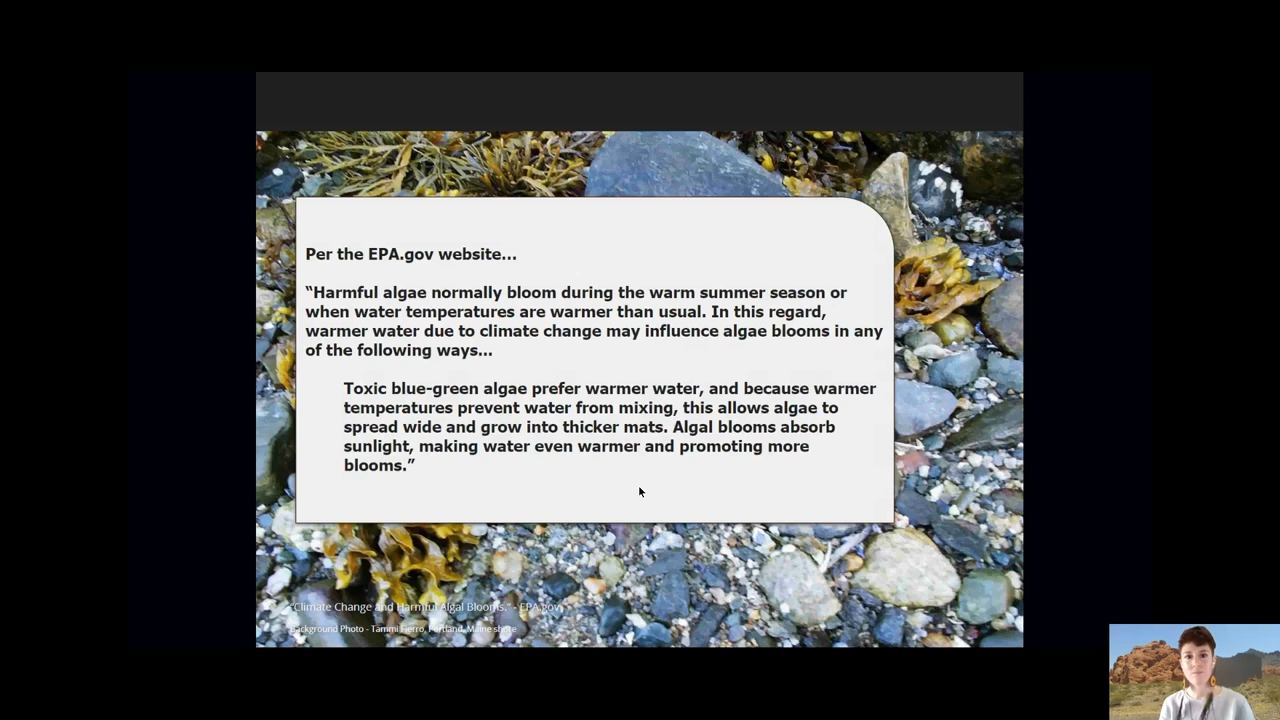 Per the EPA.gov website...
“Harmful algae normally bloom during the warm summer season or
when water temperatures are warmer than usual. In this regard,
warmer water due to climate change may influence algae blooms in any
of the following ways...
Toxic blue-green algae prefer warmer water, and because warmer
temperatures prevent water from mixing, this allows algae to
spread wide and grow into thicker mats. Algal blooms absorb
sunlight, making water even warmer and promoting more
blooms.”
“Climate Change and Harmful Algal Blooms.” - EPA.gov
Background Photo - Tammi Fierro, Portland, Maine shore